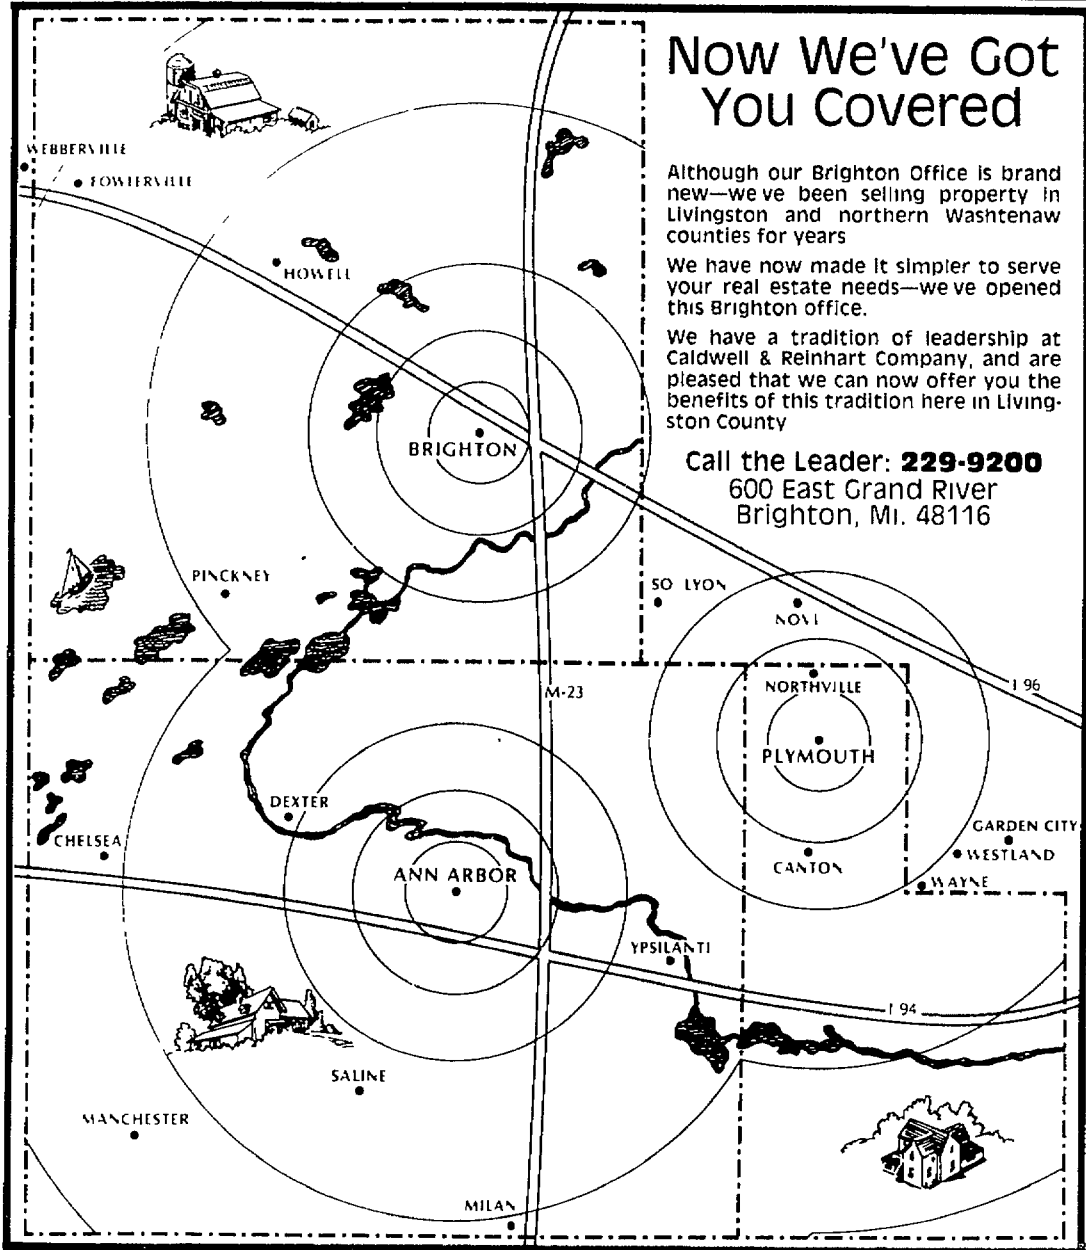 Now We've Got
You Covered
Although our Brighton Office is brand
new—we've been selling property in
Livingston and northern Washtenaw
counties for years
We have now made it simpler to serve
your real estate needs—we've opened
this Brighton office.
We have a tradition of leadership at
Caldwell & Reinhart Company, and are
pleased that we can now offer you the
benefits of this tradition here in Living-
ston County
Call the Leader: 229-9200
600 East Grand River
Brighton, Mi. 48116
WEBBERVILLE
FOWLERVILLE
HOWELL
BRIGHTON
PINCKNEY
SO LYON
NOVI
M-23
NORTHVILLE
I 96
PLYMOUTH
DEXTER
CHELSEA
GARDEN CITY
WESTLAND
CANTON
ANN ARBOR
WAYNE
YPSILANTI
I 94
SALINE
MANCHESTER
MILAN